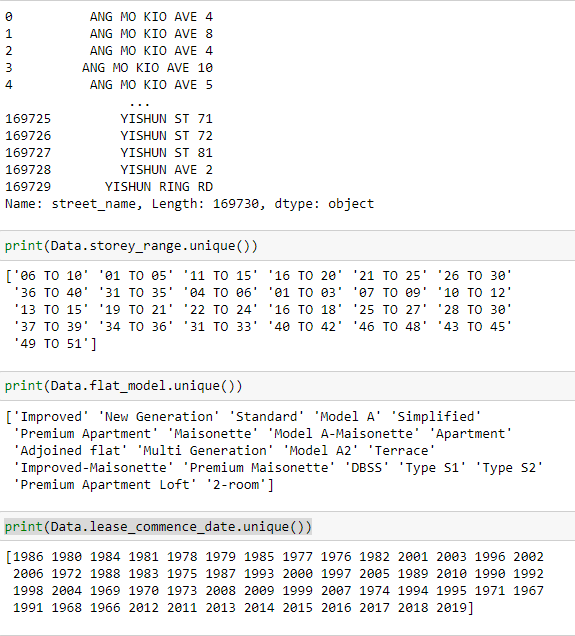 0 ANG MO KIO AVE 4
1 ANG MO KIO AVE 8
2 ANG MO KIO AVE 4
3 ANG MO KIO AVE 10
4 ANG MO KIO AVE 5
...
169725 YISHUN ST 71
169726 YISHUN ST 72
169727 YISHUN ST 81
169728 YISHUN AVE 2
169729 YISHUN RING RD
Name: street_name, Length: 169730, dtype: object
print(Data.storey_range.unique())
['06 TO 10' '01 TO 05' '11 TO 15' '16 TO 20' '21 TO 25' '26 TO 30'
'36 TO 40' '31 TO 35' '04 TO 06' '01 TO 03' '07 TO 09' '10 TO 12'
'13 TO 15' '19 TO 21' '22 TO 24' '16 TO 18' '25 TO 27' '28 TO 30'
'37 TO 39' '34 TO 36' '31 TO 33' '40 TO 42' '46 TO 48' '43 TO 45'
'49 TO 51']
print(Data.flat_model.unique())
['Improved' 'New Generation' 'Standard' 'Model A' 'Simplified'
'Premium Apartment' 'Maisonette' 'Model A-Maisonette' 'Apartment'
'Adjoined flat' 'Multi Generation' 'Model A2' 'Terrace'
'Improved-Maisonette' 'Premium Maisonette' 'DBSS' 'Type S1' 'Type S2'
'Premium Apartment Loft' '2-room']
print(Data.lease_commence_date.unique())
[1986 1980 1984 1981 1978 1979 1985 1977 1976 1982 2001 2003 1996 2002
2006 1972 1988 1983 1975 1987 1993 2000 1997 2005 1989 2010 1990 1992
1998 2004 1969 1970 1973 2008 2009 1999 2007 1974 1994 1995 1971 1967
1991 1968 1966 2012 2011 2013 2014 2015 2016 2017 2018 2019]